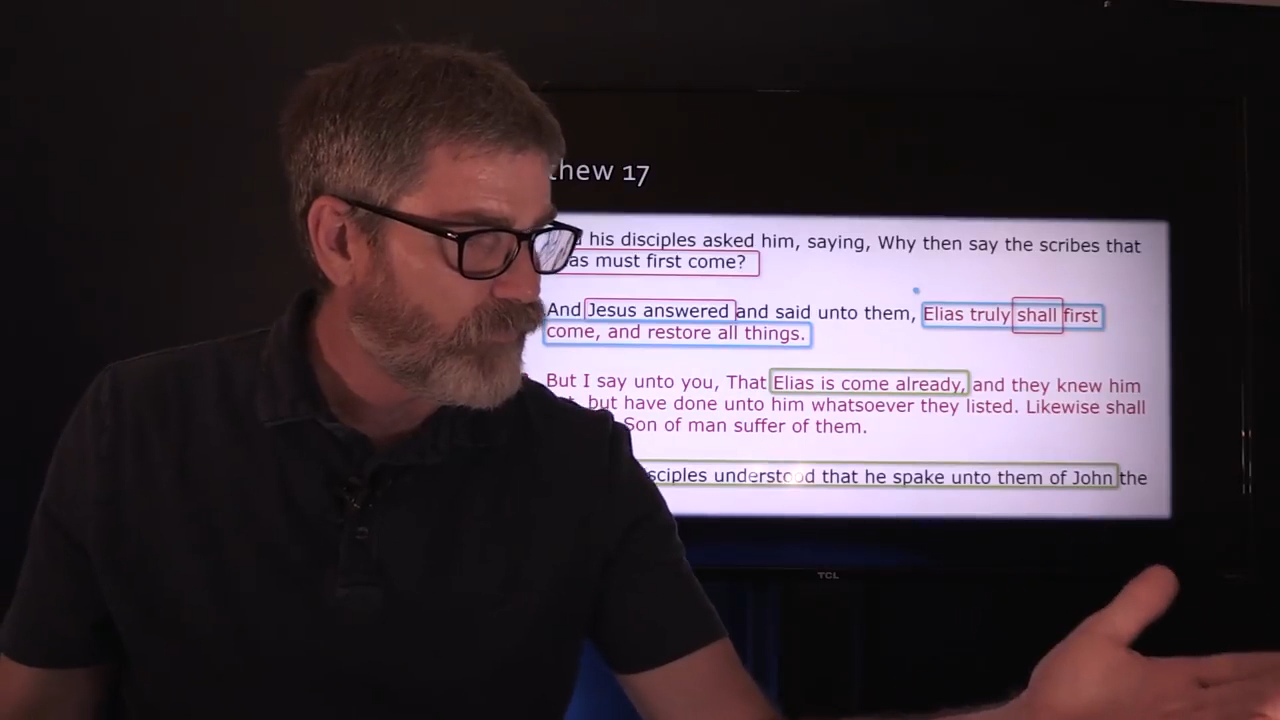 thew 17
his disciples asked him, saying, Why then say the scribes that
as must first come?
And Jesus answered and said unto them, Elias truly shall first
come, and restore all things.
But I say unto you, That Elias is come already, and they knew him
but have done unto him whatsoever they listed. Likewise shall
Son of man suffer of them.
sciples understood that he spake unto them of John the
TCL